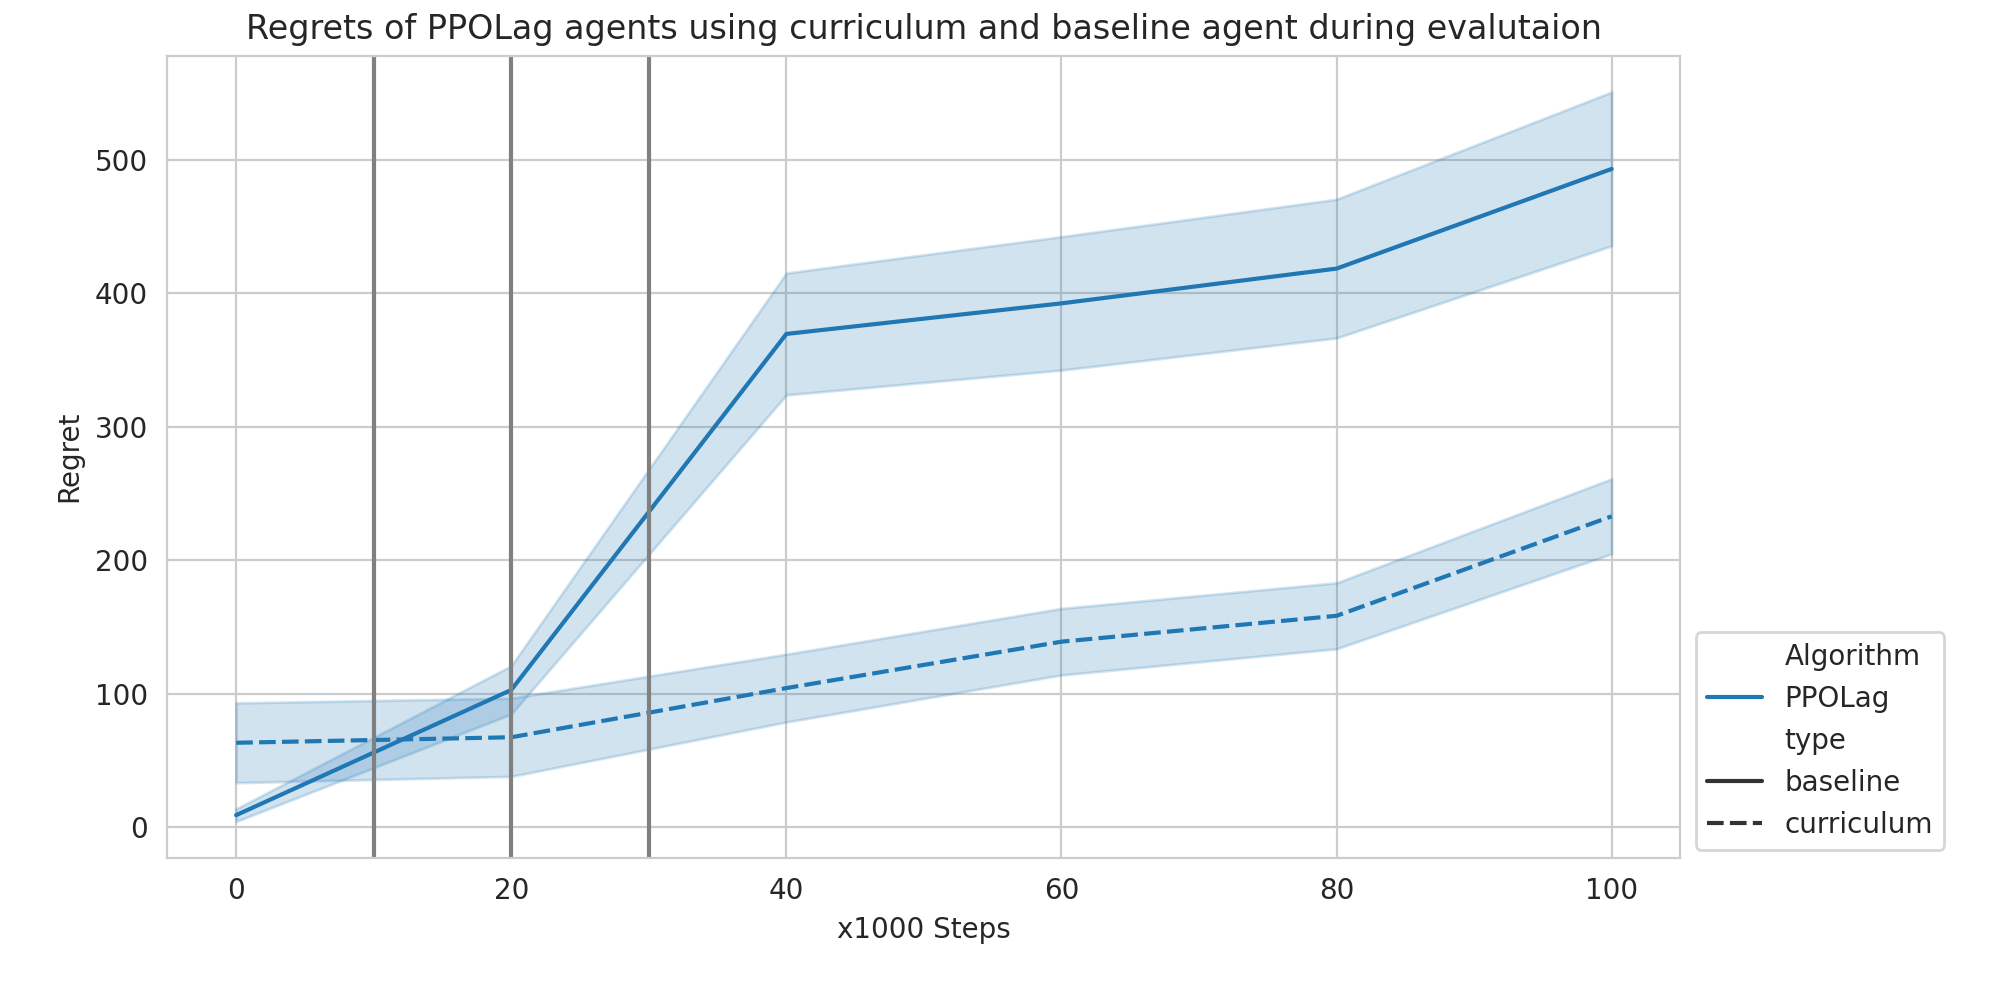 Regrets of PPOLag agents using curriculum and baseline agent during evalutaion
Regret
500
400
300
200
100
0
0 20 40 60 80 100
x1000 Steps
Algorithm
PPOLag
type
baseline
curriculum